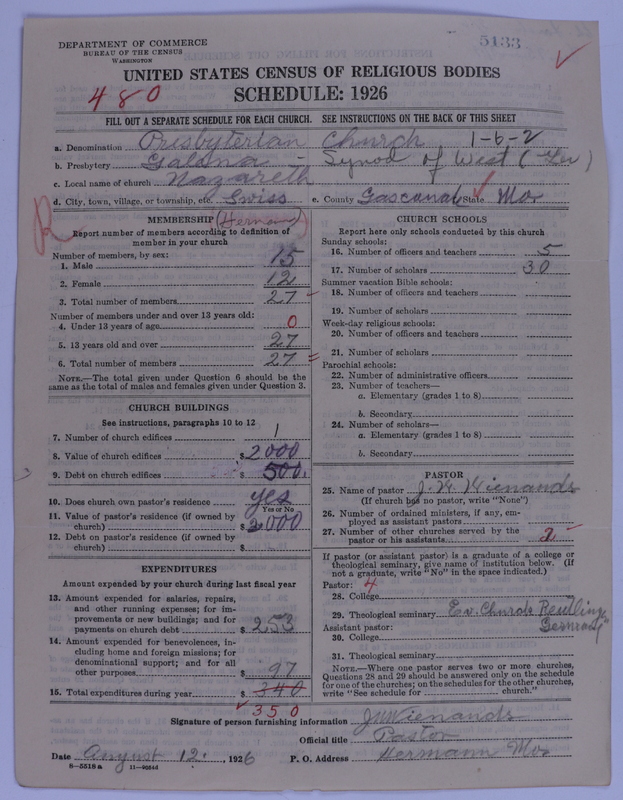 DEPARTMENT OF COMMERCE
BUREAU OF THE CENSUS
WASHINGTON
5133
UNITED STATES CENSUS OF RELIGIOUS BODIES
SCHEDULE: 1926
480
FILL OUT A SEPARATE SCHEDULE FOR EACH CHURCH. SEE INSTRUCTIONS ON THE BACK OF THIS SHEET
a. Denomination Presbyterian Church 1-6-2
b. Presbytery Galena - Synod of West (Ger)
c. Local name of church Nazareth
d. City, town, village, or township, etc. Swiss e. County Gasconade State Mo
R
MEMBERSHIP (Hermann)
Report number of members according to definition of
member in your church
Number of members, by sex:
1. Male 15
2. Female 12
3. Total number of members 27
Number of members under and over 13 years old:
4. Under 13 years of age 0
5. 13 years old and over 27
6. Total number of members 27
NOTE.—The total given under Question 6 should be the
same as the total of males and females given under Question 3.
CHURCH BUILDINGS
See instructions, paragraphs 10 to 12
7. Number of church edifices 1
8. Value of church edifices $2000
9. Debt on church edifices $500
10. Does church own pastor's residence yes
Yes or No
11. Value of pastor's residence (if owned by
church) $2000
12. Debt on pastor's residence (if owned by
church) $
EXPENDITURES
Amount expended by your church during last fiscal year
13. Amount expended for salaries, repairs,
and other running expenses; for im-
provements or new buildings; and for
payments on church debt $253
14. Amount expended for benevolences, in-
cluding home and foreign missions; for
denominational support; and for all
other purposes $97
15. Total expenditures during year $340
350
CHURCH SCHOOLS
Report here only schools conducted by this church
Sunday schools:
16. Number of officers and teachers 5
17. Number of scholars 30
Summer vacation Bible schools:
18. Number of officers and teachers
19. Number of scholars
Week-day religious schools:
20. Number of officers and teachers
21. Number of scholars
Parochial schools:
22. Number of administrative officers
23. Number of teachers—
a. Elementary (grades 1 to 8)
b. Secondary
24. Number of scholars—
a. Elementary (grades 1 to 8)
b. Secondary
PASTOR
25. Name of pastor J. W. Wienands
(If church has no pastor, write "None")
26. Number of ordained ministers, if any, em-
ployed as assistant pastors
27. Number of other churches served by the
pastor or his assistants 2
If pastor (or assistant pastor) is a graduate of a college or
theological seminary, give name of institution below. (If
not a graduate, write "No" in the space indicated.)
Pastor: 4
28. College
29. Theological seminary Ev. Church
Germany
Assistant pastor:
30. College
31. Theological seminary
NOTE.—Where one pastor serves two or more churches,
Questions 28 and 29 should be answered only on the schedule
for one of the churches; on the schedules for the other churches,
write "See schedule for church."
Signature of person furnishing information J W Wienands
Official title Pastor
Date August 12, 1926 P. O. Address Hermann Mo
8-5518a